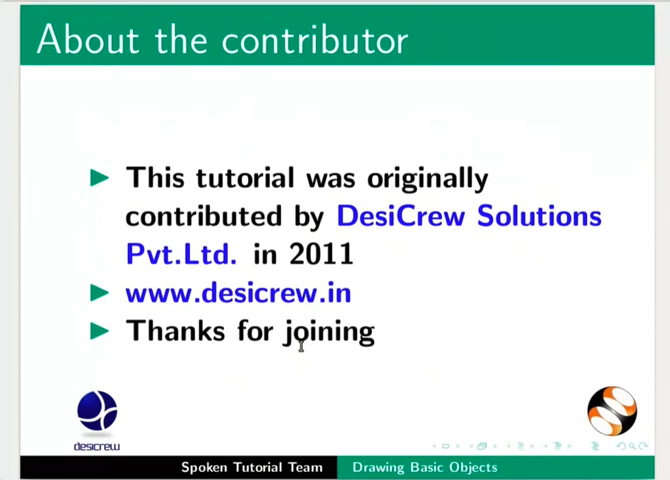 About the contributor
This tutorial was originally
contributed by DesiCrew Solutions
Pvt.Ltd. in 2011
www.desicrew.in
Thanks for joining
desicrew
Spoken Tutorial Team Drawing Basic Objects